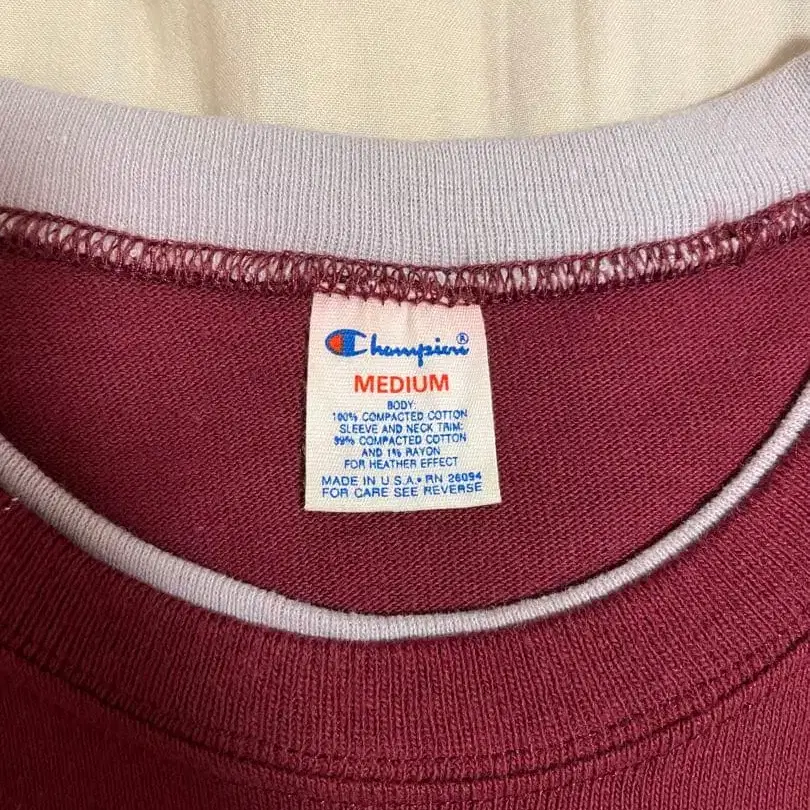 Champion®
MEDIUM
BODY:
100% COMPACTED COTTON
SLEEVE AND NECK TRIM:
99% COMPACTED COTTON
AND 1% RAYON
FOR HEATHER EFFECT
MADE IN U.S.A. • RN 26094
FOR CARE SEE REVERSE